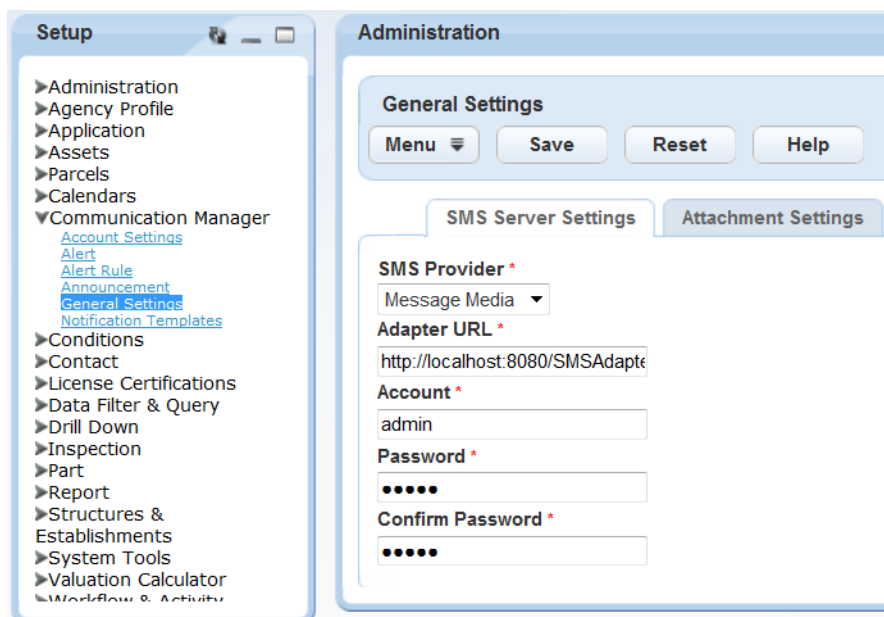 Setup
Administration
Agency Profile
Application
Assets
Parcels
Calendars
Communication Manager
Account Settings
Alert
Alert Rule
Announcement
General Settings
Notification Templates
Conditions
Contact
License Certifications
Data Filter & Query
Drill Down
Inspection
Part
Report
Structures &
Establishments
System Tools
Valuation Calculator
Workflow & Activity
Administration
General Settings
Menu Save Reset Help
SMS Server Settings Attachment Settings
SMS Provider *
Message Media
Adapter URL *
http://localhost:8080/SMSAdapte
Account *
admin
Password *
●●●●●
Confirm Password *
●●●●●